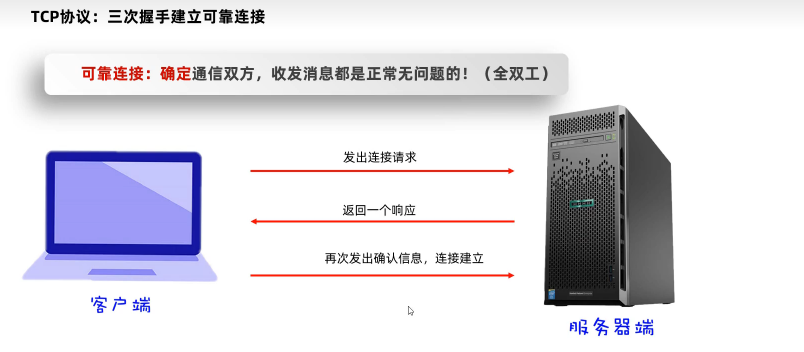 TCP协议：三次握手建立可靠连接
可靠连接：确定通信双方，收发消息都是正常无问题的！（全双工）
发出连接请求
返回一个响应
再次发出确认信息，连接建立
客户端
服务器端